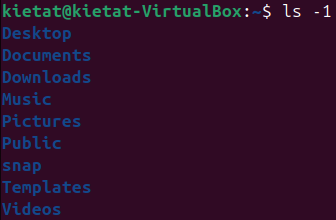 kietat@kietat-VirtualBox:~$ ls -1
Desktop
Documents
Downloads
Music
Pictures
Public
snap
Templates
Videos